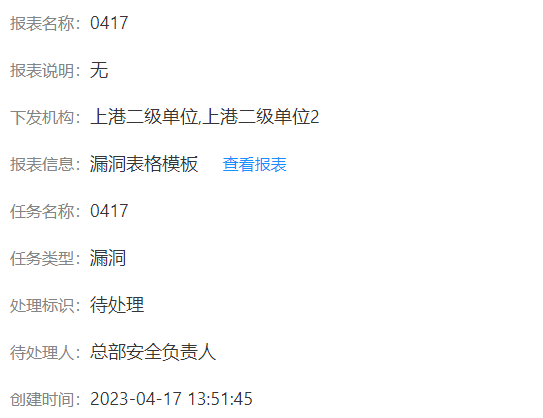 报表名称：0417
报表说明：无
下发机构：上港二级单位,上港二级单位2
报表信息：漏洞表格模板 查看报表
任务名称：0417
任务类型：漏洞
处理标识：待处理
待处理人：总部安全负责人
创建时间：2023-04-17 13:51:45